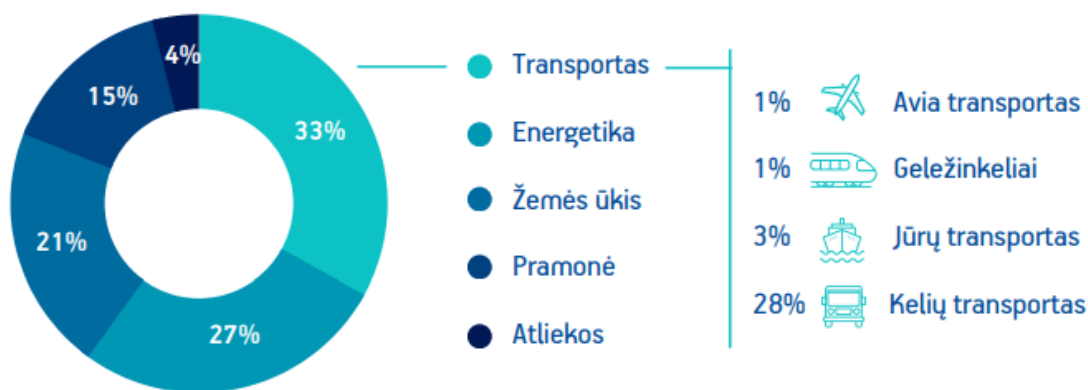 4%
15%
33%
21%
27%
Transportas
Energetika
Žemės ūkis
Pramonė
Atliekos
1% Avia transportas
1% Geležinkeliai
3% Jūrų transportas
28% Kelių transportas